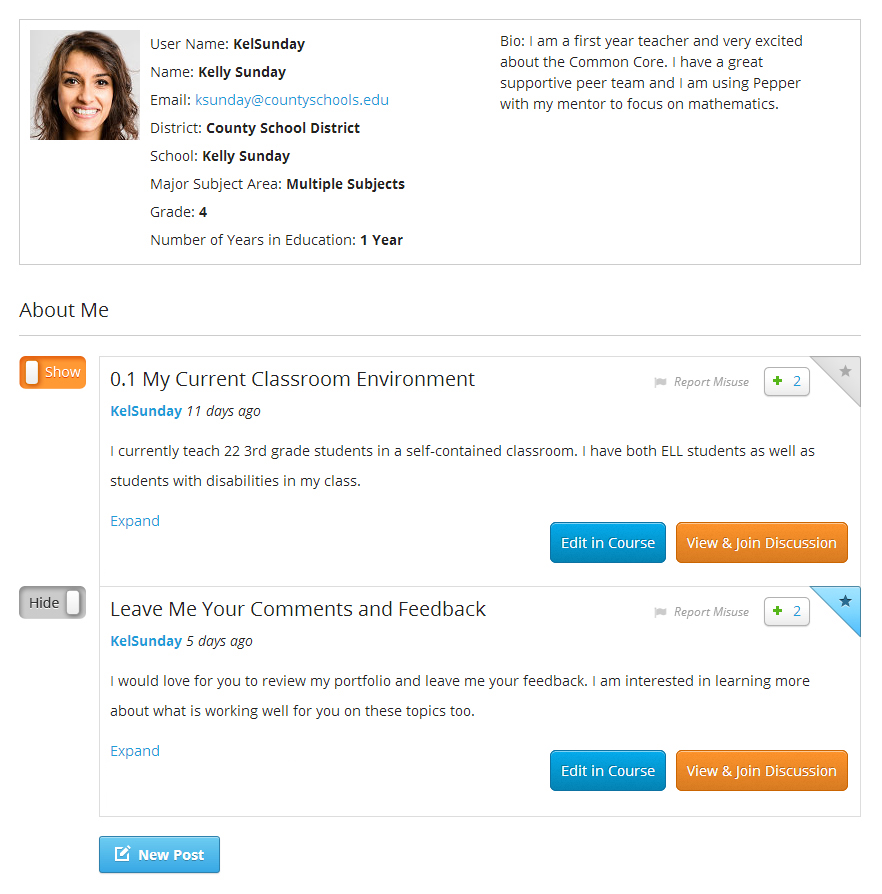 User Name: KelSunday
Name: Kelly Sunday
Email: ksunday@countyschools.edu
District: County School District
School: Kelly Sunday
Major Subject Area: Multiple Subjects
Grade: 4
Number of Years in Education: 1 Year
Bio: I am a first year teacher and very excited
about the Common Core. I have a great
supportive peer team and I am using Pepper
with my mentor to focus on mathematics.
About Me
Show
0.1 My Current Classroom Environment
Report Misuse
2
KelSunday 11 days ago
I currently teach 22 3rd grade students in a self-contained classroom. I have both ELL students as well as
students with disabilities in my class.
Expand
Edit in Course
View & Join Discussion
Hide
Leave Me Your Comments and Feedback
Report Misuse
2
KelSunday 5 days ago
I would love for you to review my portfolio and leave me your feedback. I am interested in learning more
about what is working well for you on these topics too.
Expand
Edit in Course
View & Join Discussion
New Post